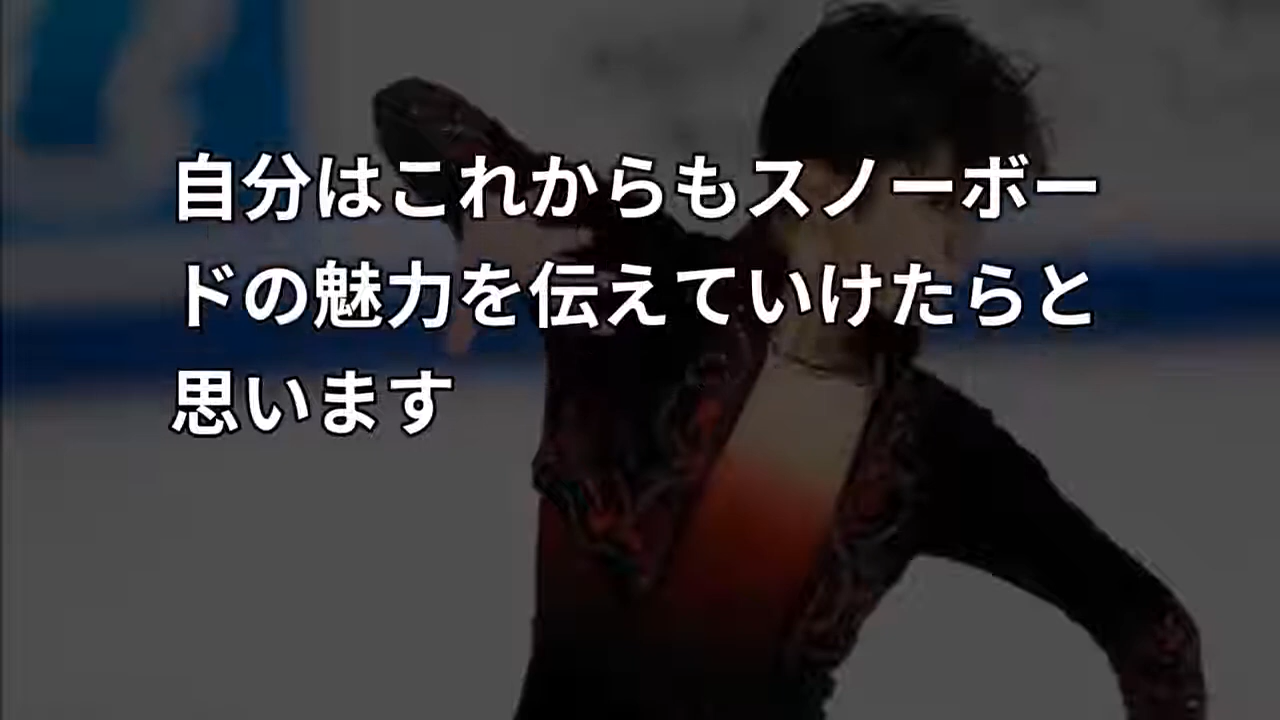 自分はこれからもスノーボー
ドの魅力を伝えていけたらと
思います